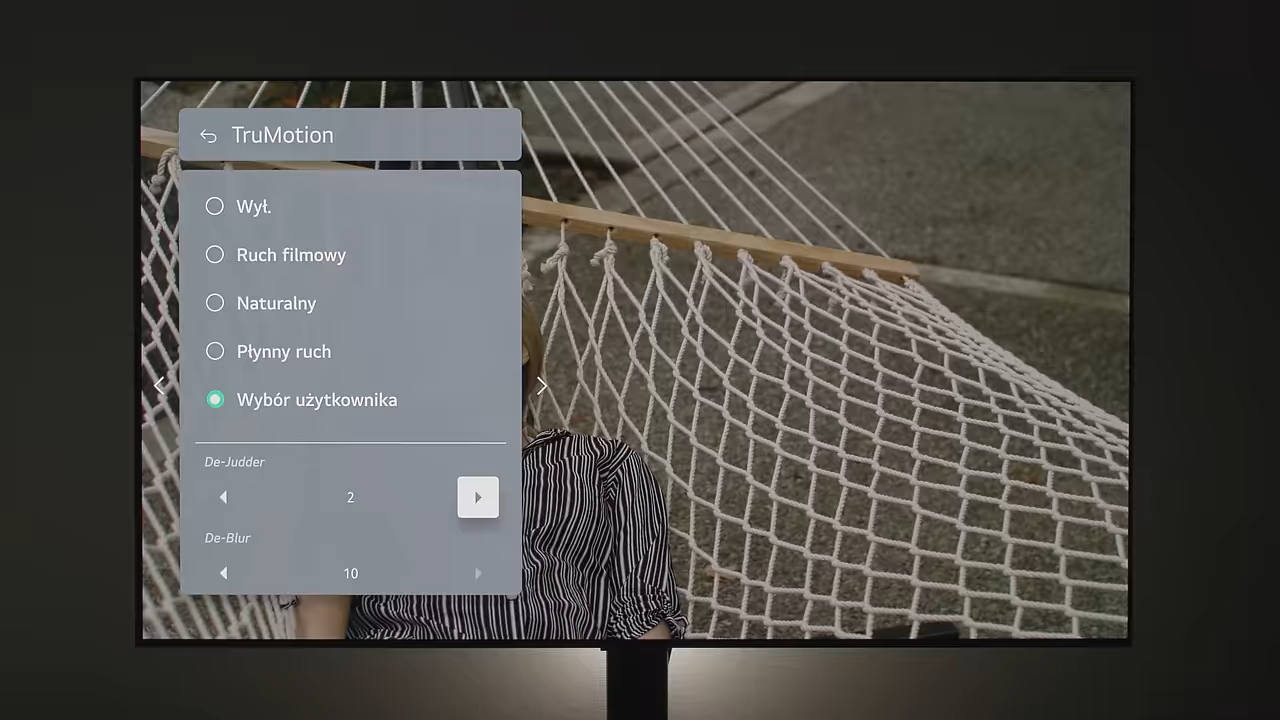 TruMotion
Wył.
Ruch filmowy
Naturalny
Płynny ruch
Wybór użytkownika
De-Judder
2
De-Blur
10